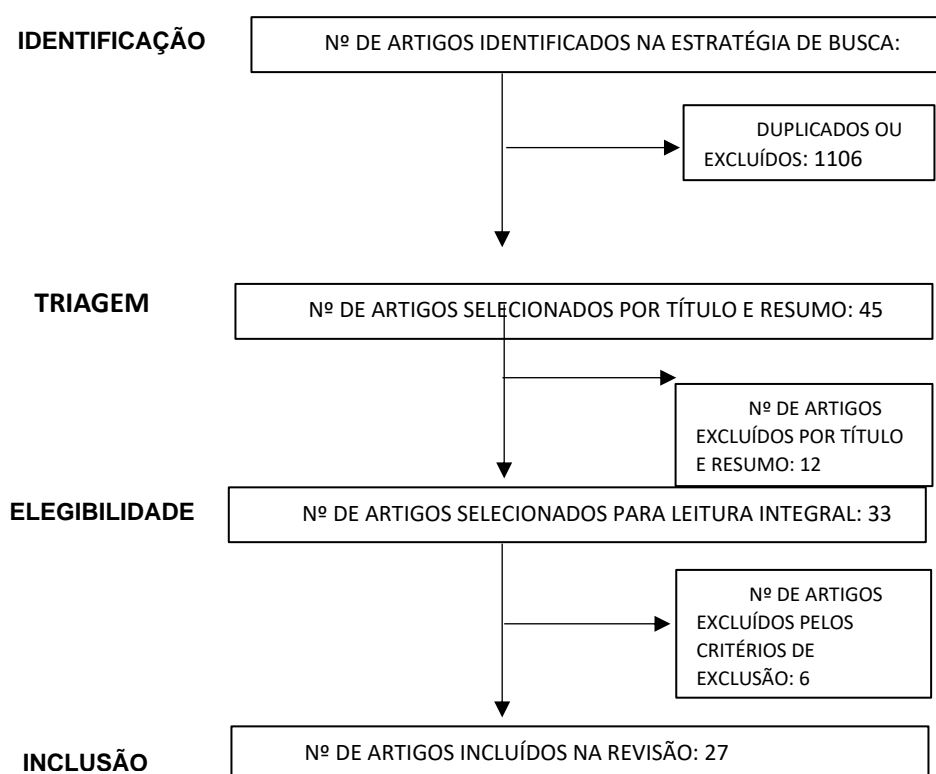 IDENTIFICAÇÃO
Nº DE ARTIGOS IDENTIFICADOS NA ESTRATÉGIA DE BUSCA:
DUPLICADOS OU
EXCLUÍDOS: 1106
TRIAGEM
Nº DE ARTIGOS SELECIONADOS POR TÍTULO E RESUMO: 45
Nº DE ARTIGOS
EXCLUÍDOS POR TÍTULO
E RESUMO: 12
ELEGIBILIDADE
Nº DE ARTIGOS SELECIONADOS PARA LEITURA INTEGRAL: 33
Nº DE ARTIGOS
EXCLUÍDOS PELOS
CRITÉRIOS DE
EXCLUSÃO: 6
INCLUSÃO
Nº DE ARTIGOS INCLUÍDOS NA REVISÃO: 27